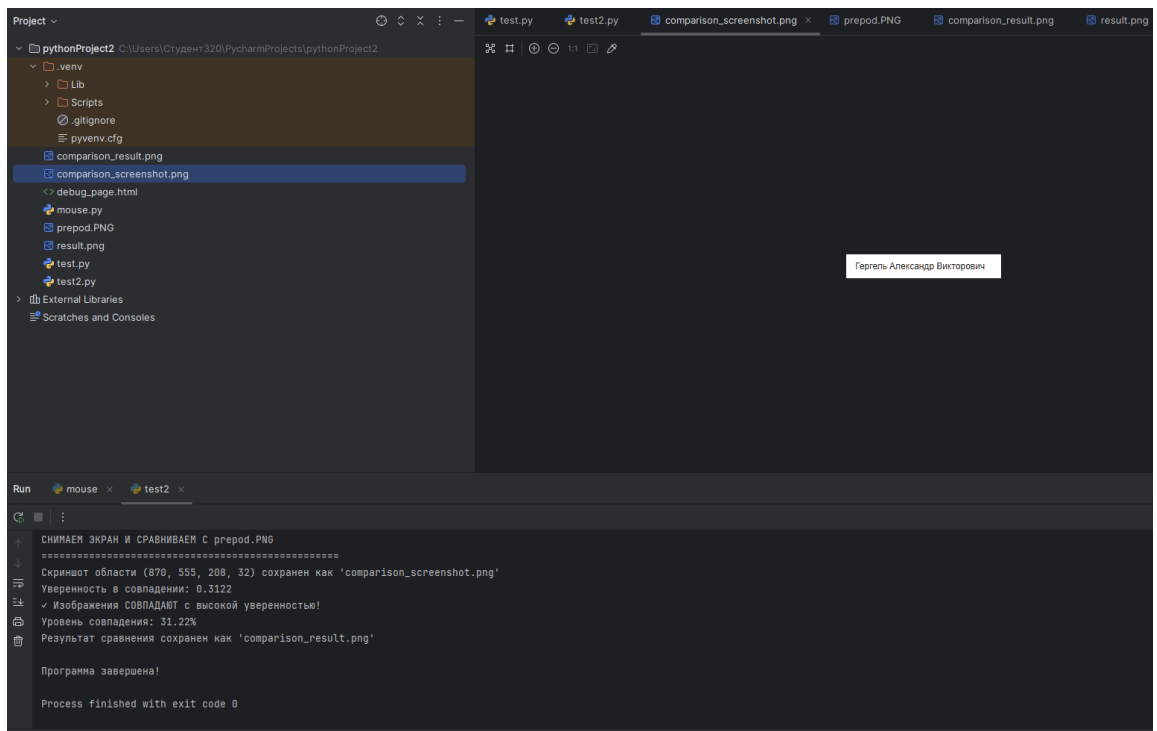 Project
pythonProject2 C:\Users\Студент320\PycharmProjects\pythonProject2
.venv
Lib
Scripts
.gitignore
pyvenv.cfg
comparison_result.png
comparison_screenshot.png
debug_page.html
mouse.py
prepod.PNG
result.png
test.py
test2.py
External Libraries
Scratches and Consoles
test.py test2.py comparison_screenshot.png prepod.PNG comparison_result.png result.png
1:1
Гергель Александр Викторович
Run mouse test2
СНИМАЕМ ЭКРАН И СРАВНИВАЕМ С prepod.PNG
==================================================
Скриншот области (870, 555, 208, 32) сохранен как 'comparison_screenshot.png'
Уверенность в совпадении: 0.3122
✓ Изображения СОВПАДАЮТ с высокой уверенностью!
Уровень совпадения: 31.22%
Результат сравнения сохранен как 'comparison_result.png'
Программа завершена!
Process finished with exit code 0